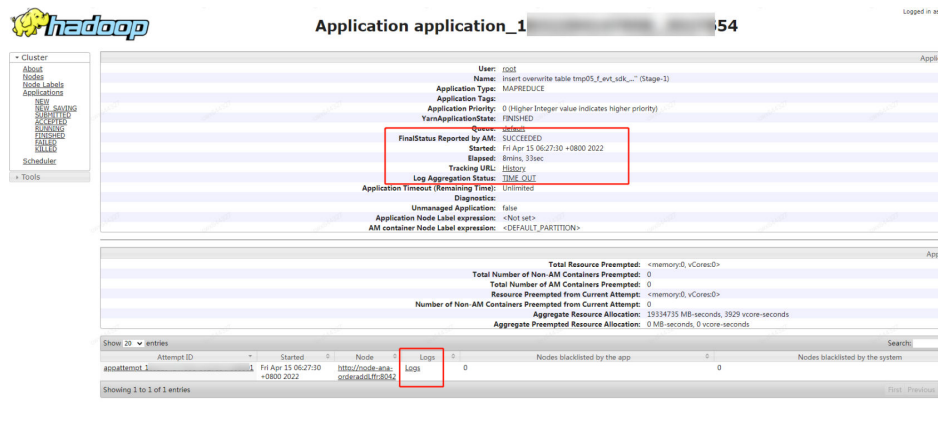 Logged in as
hadoop
Application application_1 54
Cluster
About
Nodes
Node Labels
Applications
NEW
NEW_SAVING
SUBMITTED
ACCEPTED
RUNNING
FINISHED
FAILED
KILLED
Scheduler
Tools
User: root
Name: insert overwrite table tmp05_f_evt_sdk_..." (Stage-1)
Application Type: MAPREDUCE
Application Tags:
Application Priority: 0 (Higher Integer value indicates higher priority)
YarnApplicationState: FINISHED
Queue: default
FinalStatus Reported by AM: SUCCEEDED
Started: Fri Apr 15 06:27:30 +0800 2022
Elapsed: 8mins, 33sec
Tracking URL: History
Log Aggregation Status: TIME_OUT
Application Timeout (Remaining Time): Unlimited
Diagnostics:
Unmanaged Application: false
Application Node Label expression: <Not set>
AM container Node Label expression: <DEFAULT_PARTITION>
Total Resource Preempted: <memory:0, vCores:0>
Total Number of Non-AM Containers Preempted: 0
Total Number of AM Containers Preempted: 0
Resource Preempted from Current Attempt: <memory:0, vCores:0>
Number of Non-AM Containers Preempted from Current Attempt: 0
Aggregate Resource Allocation: 19334735 MB-seconds, 3929 vcore-seconds
Aggregate Preempted Resource Allocation: 0 MB-seconds, 0 vcore-seconds
Show 20 entries Search:
Attempt ID Started Node Logs Nodes blacklisted by the app Nodes blacklisted by the system
appattempt_1 1 Fri Apr 15 06:27:30 http://node-ana- Logs 0 0
+0800 2022 orderaddLffr:8042
Showing 1 to 1 of 1 entries First Previous